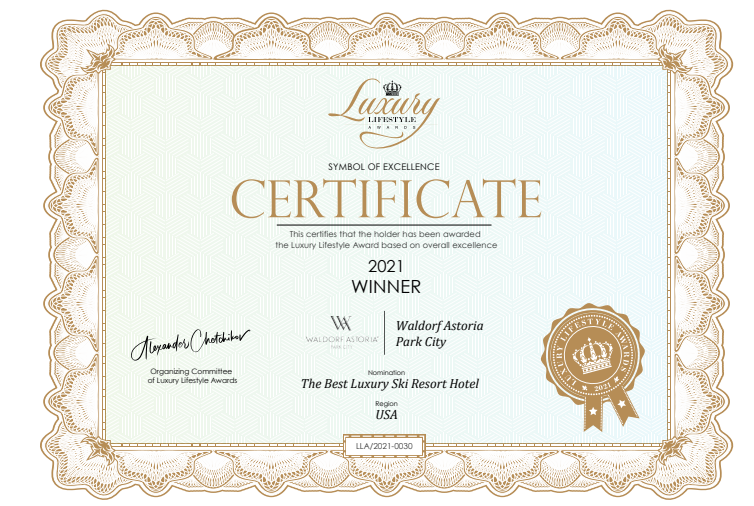 Luxury
LIFESTYLE
AWARDS
SYMBOL OF EXCELLENCE
CERTIFICATE
This certifies that the holder has been awarded
the Luxury Lifestyle Award based on overall excellence
2021
WINNER
WALDORF ASTORIA
PARK CITY
Waldorf Astoria
Park City
Alexander Chetchikov
Organizing Committee
of Luxury Lifestyle Awards
Nomination
The Best Luxury Ski Resort Hotel
Region
USA
LUXURY LIFESTYLE AWARDS
2021
LLA/2021-0030